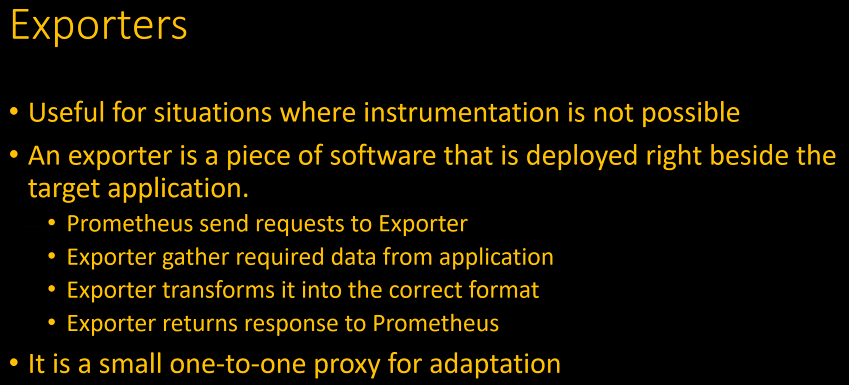 Exporters
• Useful for situations where instrumentation is not possible
• An exporter is a piece of software that is deployed right beside the
target application.
• Prometheus send requests to Exporter
• Exporter gather required data from application
• Exporter transforms it into the correct format
• Exporter returns response to Prometheus
• It is a small one-to-one proxy for adaptation